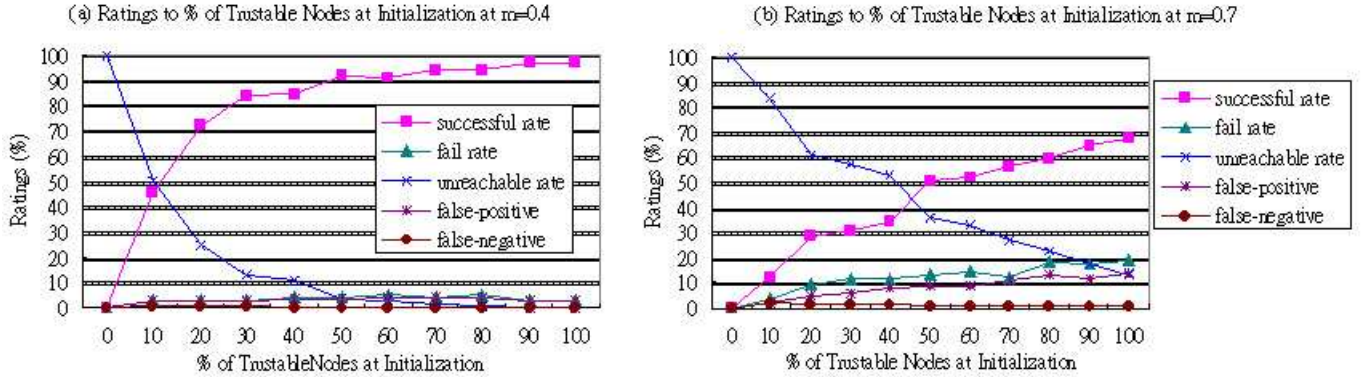 (a) Ratings to % of Trustable Nodes at Initialization at m=0.4
Ratings (%)
100
90
80
70
60
50
40
30
20
10
0
successful rate
fail rate
unreachable rate
false-positive
false-negative
0 10 20 30 40 50 60 70 80 90 100
% of TrustableNodes at Initialization
(b) Ratings to % of Trustable Nodes at Initialization at m=0.7
Ratings (%)
100
90
80
70
60
50
40
30
20
10
0
successful rate
fail rate
unreachable rate
false-positive
false-negative
0 10 20 30 40 50 60 70 80 90 100
% of Trustable Nodes at Initialization